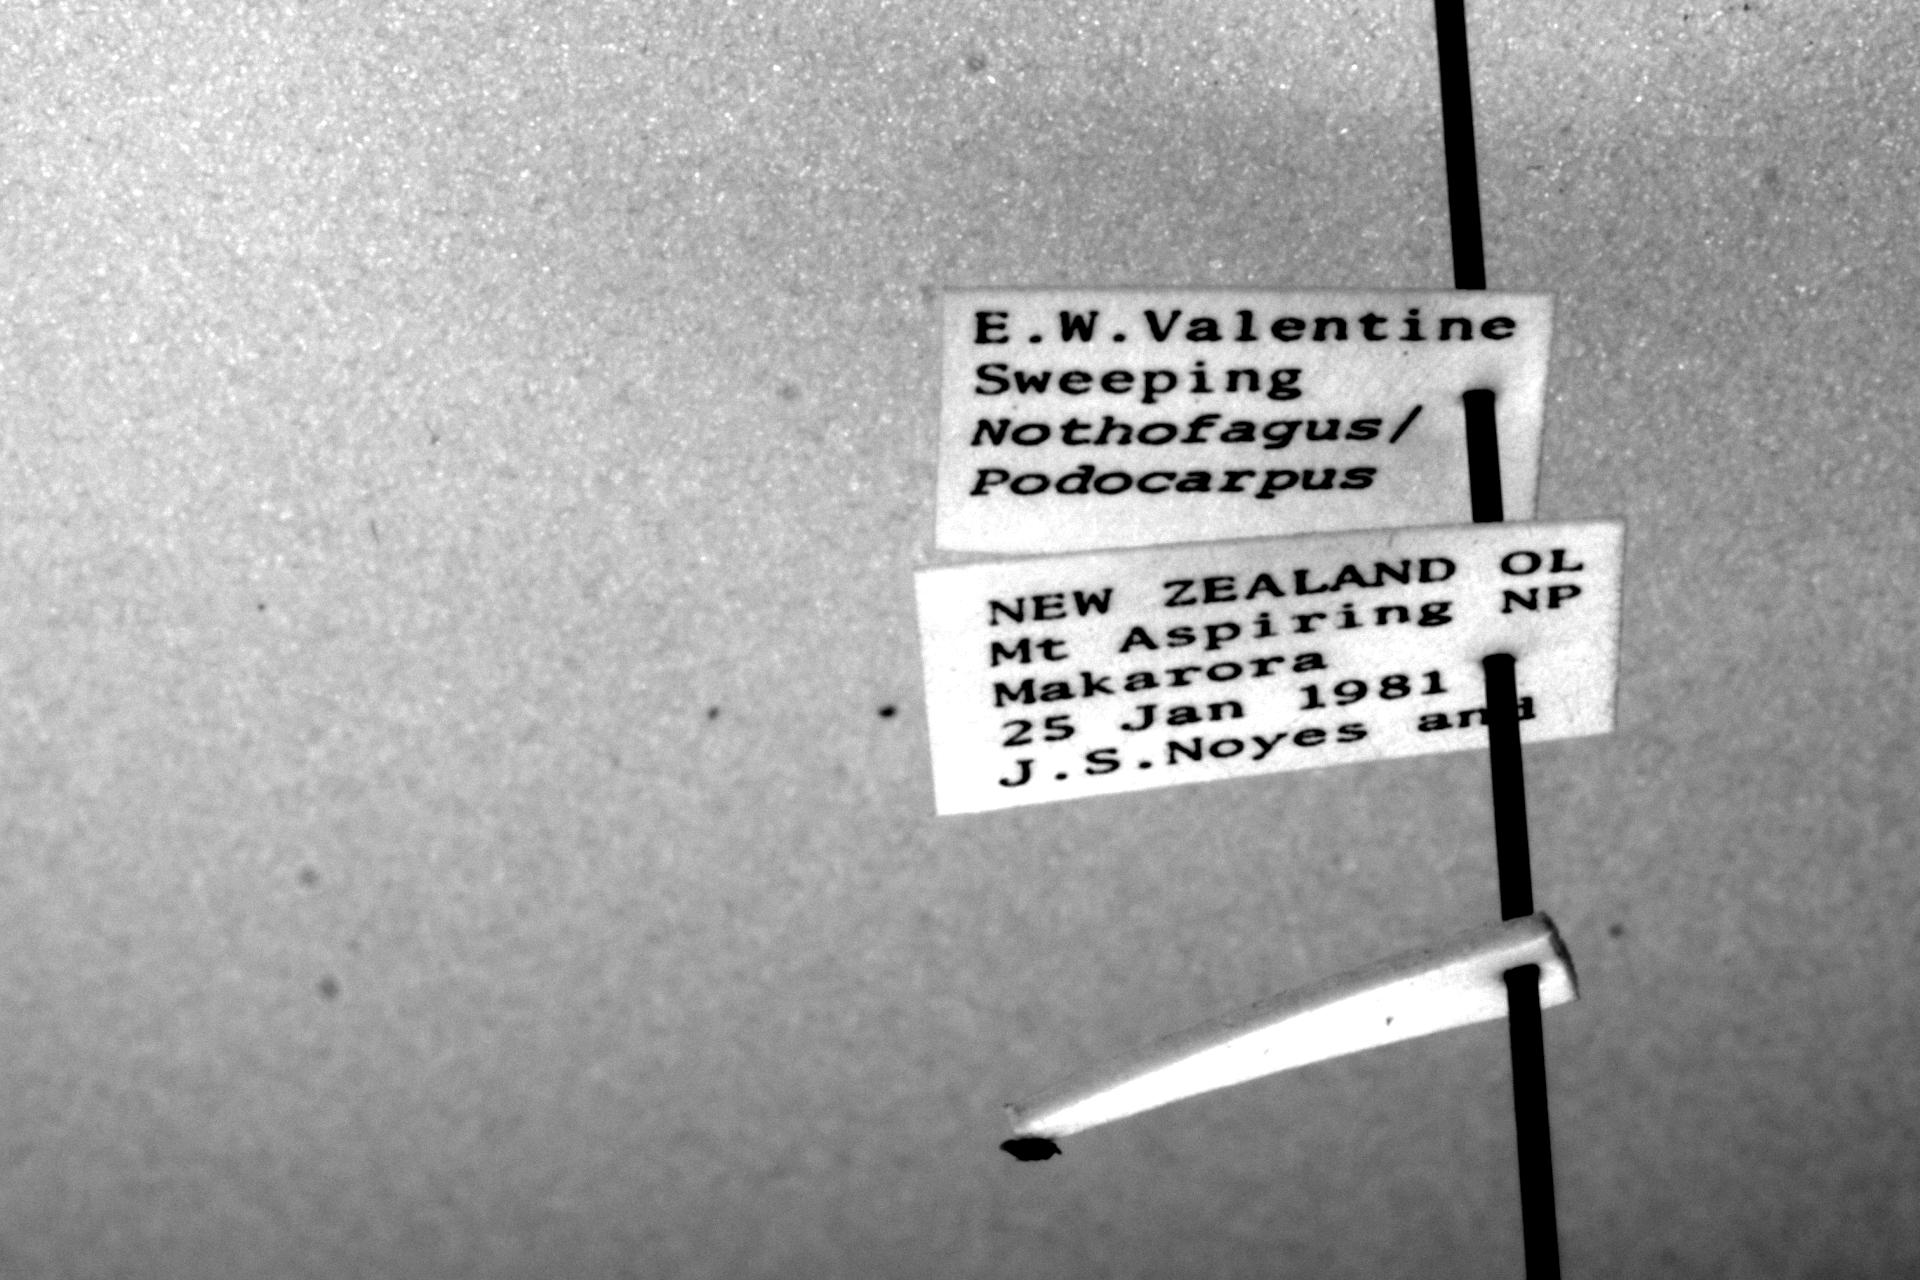 E.W.Valentine
Sweeping
Nothofagus/
Podocarpus
NEW ZEALAND OL
Mt Aspiring NP
Makarora
25 Jan 1981
J.S.Noyes and